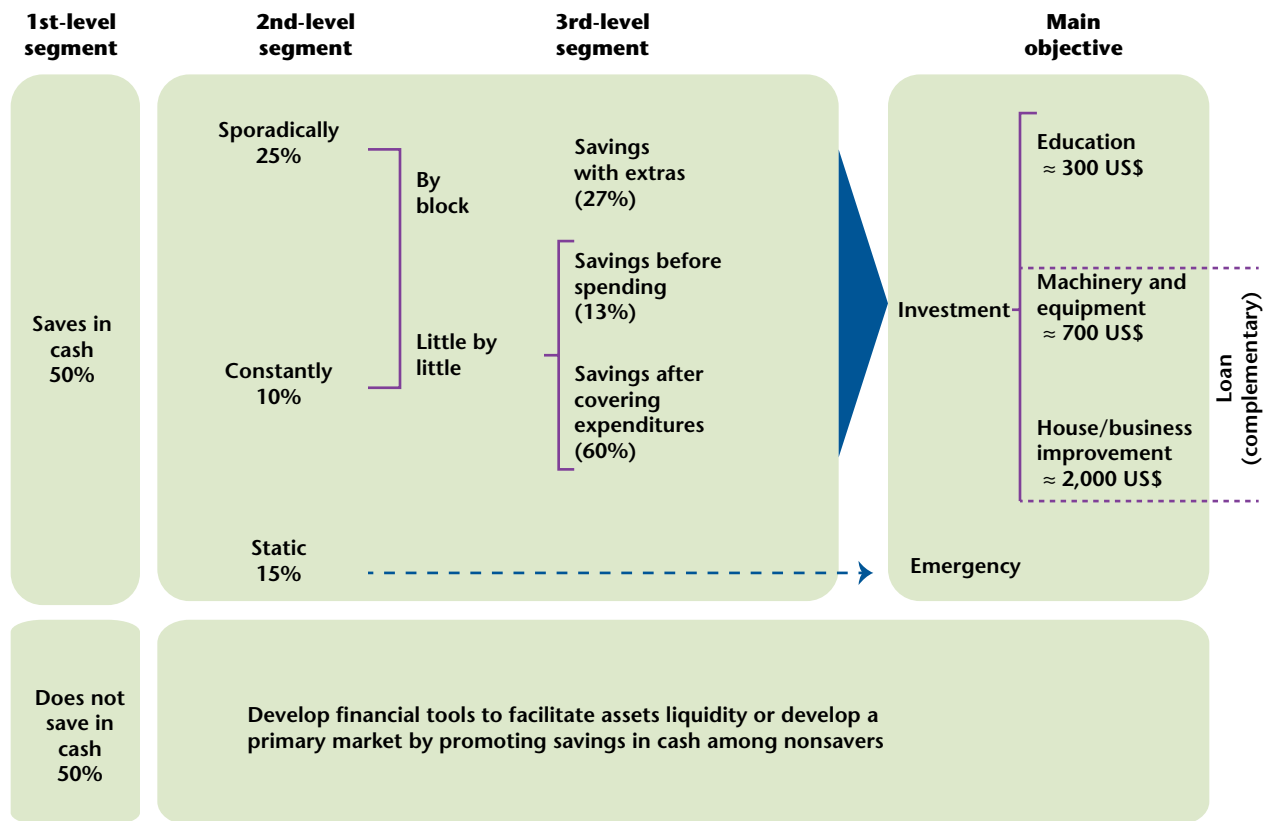 1st-level
segment
2nd-level
segment
3rd-level
segment
Main
objective
Saves in
cash
50%
Sporadically
25%
Constantly
10%
Static
15%
By
block
Little by
little
Savings
with extras
(27%)
Savings before
spending
(13%)
Savings after
covering
expenditures
(60%)
Investment
Education
≈ 300 US$
Machinery and
equipment
≈ 700 US$
House/business
improvement
≈ 2,000 US$
Loan
(complementary)
Emergency
Does not
save in
cash
50%
Develop financial tools to facilitate assets liquidity or develop a
primary market by promoting savings in cash among nonsavers